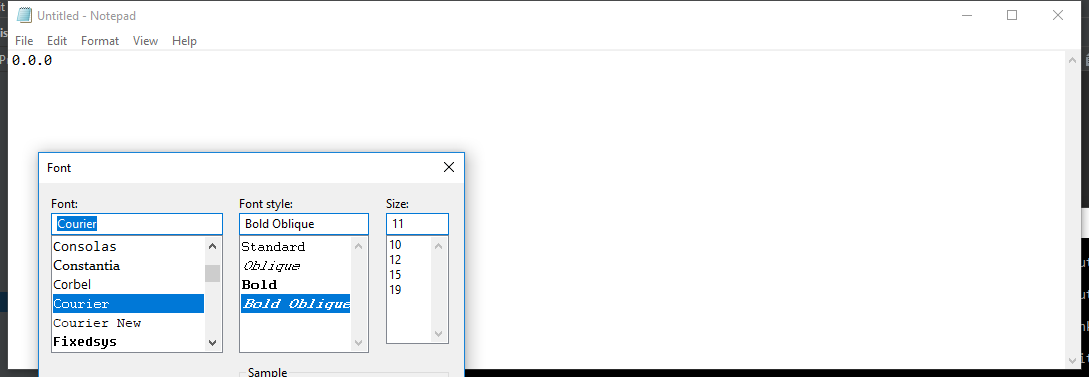 Untitled - Notepad
File Edit Format View Help
0.0.0
Font
Font: Font style: Size:
Courier Bold Oblique 11
Consolas Standard 10
Constantia Oblique 12
Corbel Bold 15
Courier Bold Oblique 19
Courier New
Fixedsys
Sample